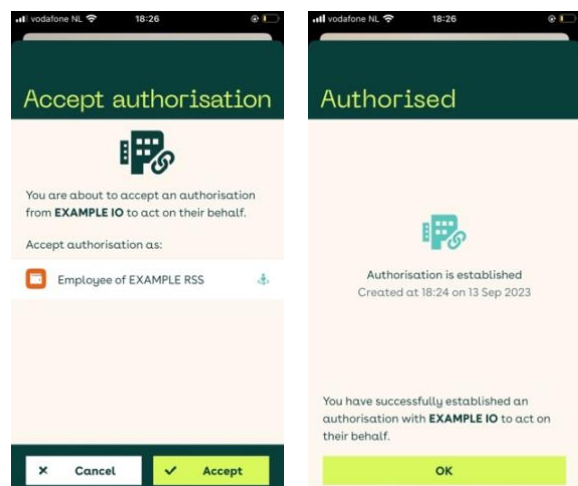 vodafone NL 18:26
Accept authorisation
You are about to accept an authorisation
from EXAMPLE IO to act on their behalf.
Accept authorisation as:
Employee of EXAMPLE RSS
Cancel
Accept
vodafone NL 18:26
Authorised
Authorisation is established
Created at 18:24 on 13 Sep 2023
You have successfully established an
authorisation with EXAMPLE IO to act on
their behalf.
OK